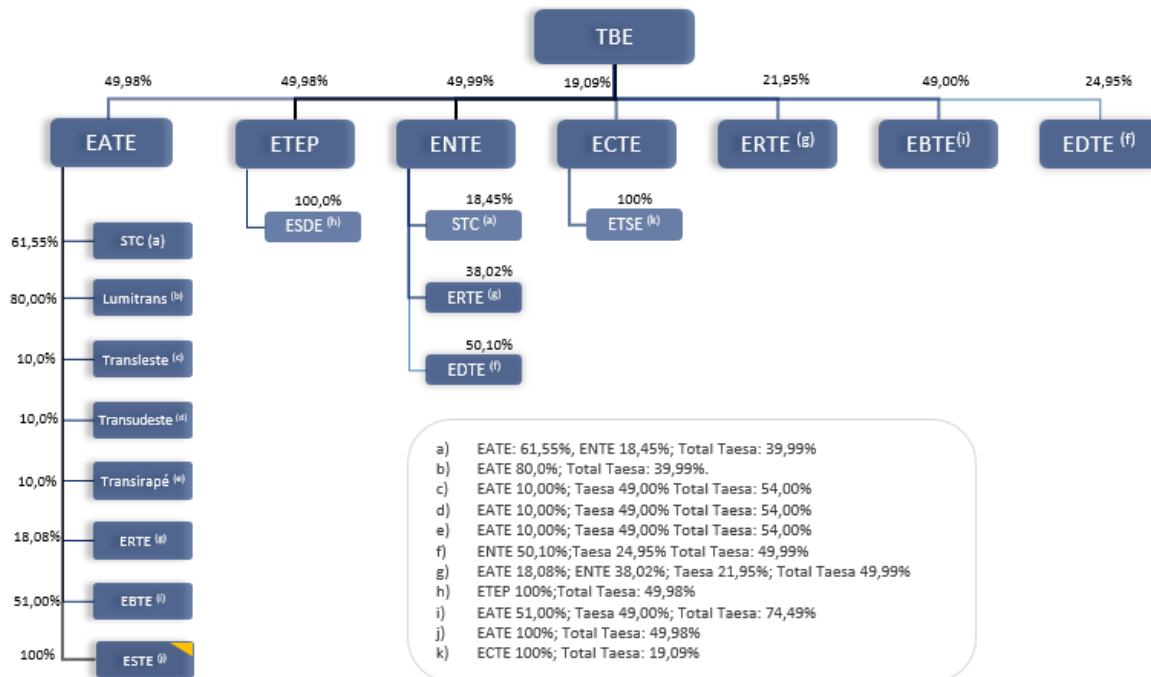 TBE
49,98%
49,98%
49,99%
19,09%
21,95%
49,00%
24,95%
EATE
ETEP
ENTE
ECTE
ERTE (g)
EBTE(i)
EDTE (f)
100,0%
ESDE (h)
18,45%
STC (a)
38,02%
ERTE (g)
50,10%
EDTE (f)
100%
ETSE (k)
61,55%
STC (a)
80,00%
Lumitrans (b)
10,0%
Transleste (c)
10,0%
Transudeste (d)
10,0%
Transirapé (e)
18,08%
ERTE (g)
51,00%
EBTE (i)
100%
ESTE (j)
a) EATE: 61,55%, ENTE 18,45%; Total Taesa: 39,99%
b) EATE 80,0%; Total Taesa: 39,99%.
c) EATE 10,00%; Taesa 49,00% Total Taesa: 54,00%
d) EATE 10,00%; Taesa 49,00% Total Taesa: 54,00%
e) EATE 10,00%; Taesa 49,00% Total Taesa: 54,00%
f) ENTE 50,10%;Taesa 24,95% Total Taesa: 49,99%
g) EATE 18,08%; ENTE 38,02%; Taesa 21,95%; Total Taesa 49,99%
h) ETEP 100%;Total Taesa: 49,98%
i) EATE 51,00%; Taesa 49,00%; Total Taesa: 74,49%
j) EATE 100%; Total Taesa: 49,98%
k) ECTE 100%; Total Taesa: 19,09%